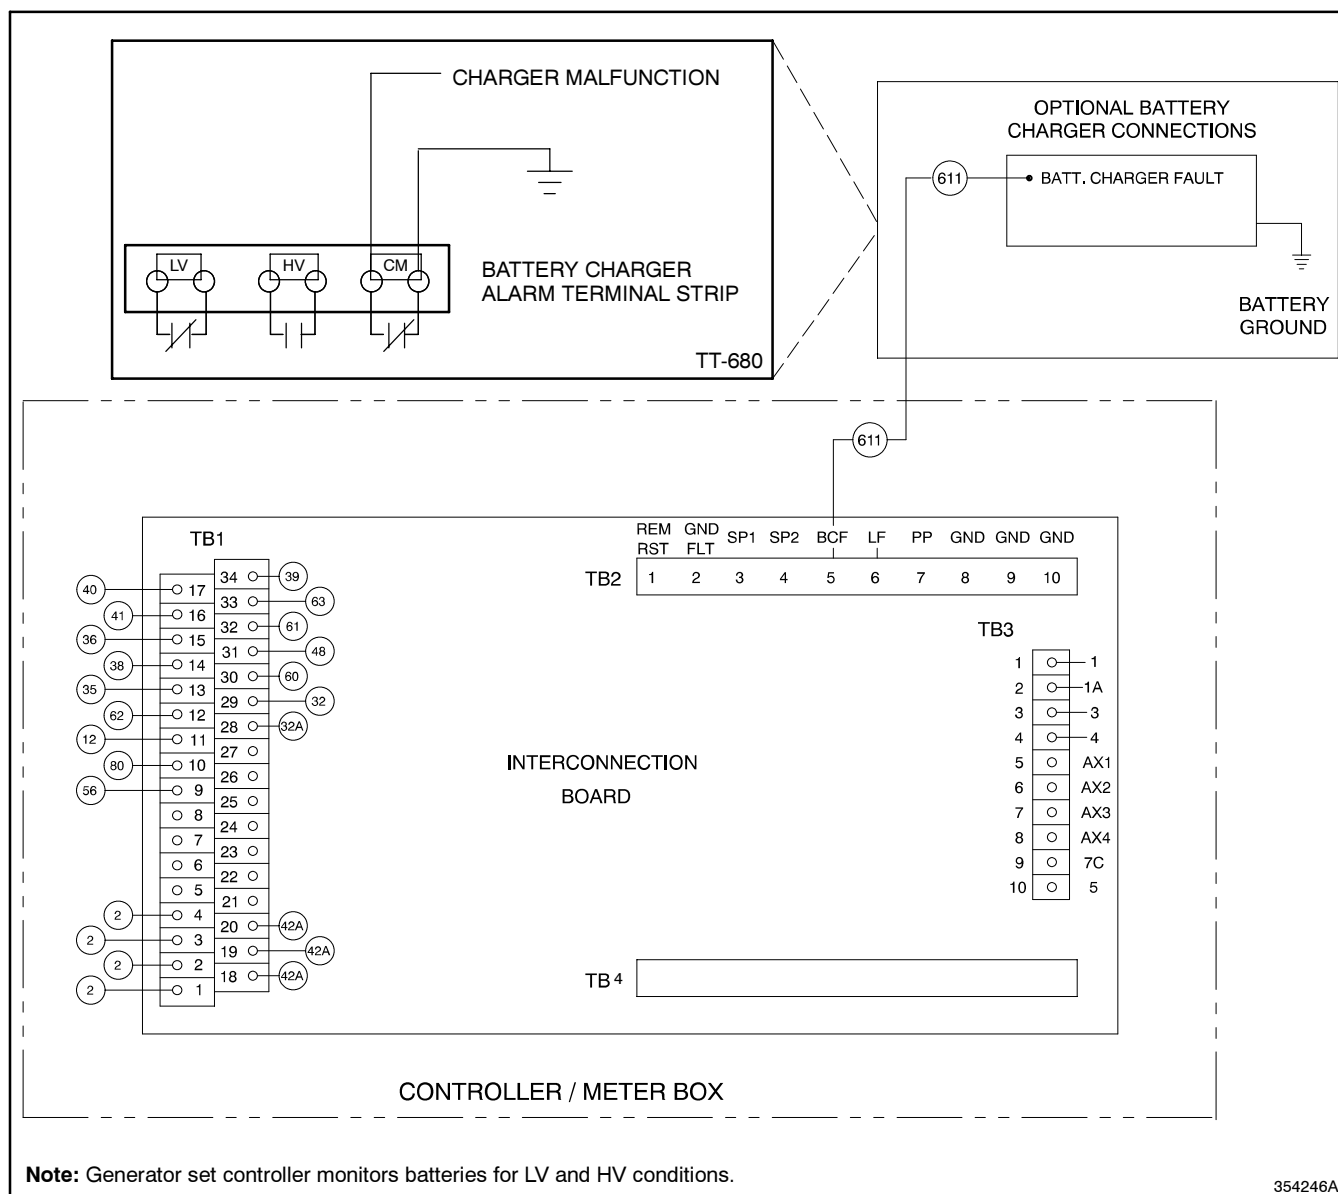 CHARGER MALFUNCTION
LV
HV
CM
BATTERY CHARGER
ALARM TERMINAL STRIP
TT-680
OPTIONAL BATTERY
CHARGER CONNECTIONS
611
BATT. CHARGER FAULT
BATTERY
GROUND
611
TB1
34 39
40 17
33 63
41 16
32 61
36 15
31 48
38 14
30 60
35 13
29 32
62 12
28 32A
12 11
27
80 10
26
56 9
25
8
24
7
23
6
22
5
21
2 4
20 42A
2 3
19 42A
2 2
18 42A
2 1
REM GND SP1 SP2 BCF LF PP GND GND GND
RST FLT
TB2 1 2 3 4 5 6 7 8 9 10
TB3
1 1
2 1A
3 3
4 4
5 AX1
6 AX2
7 AX3
8 AX4
9 7C
10 5
INTERCONNECTION
BOARD
TB 4
CONTROLLER / METER BOX
Note: Generator set controller monitors batteries for LV and HV conditions.
354246A